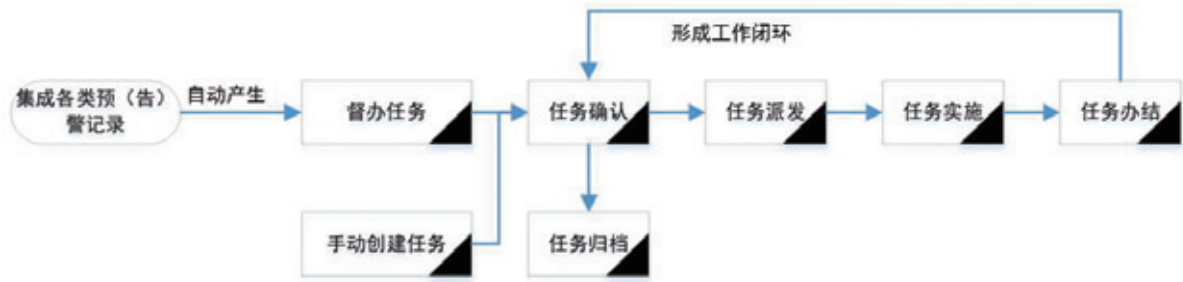 形成工作闭环
集成各类预（告）
警记录
自动产生
督办任务
任务确认
任务派发
任务实施
任务办结
手动创建任务
任务归档